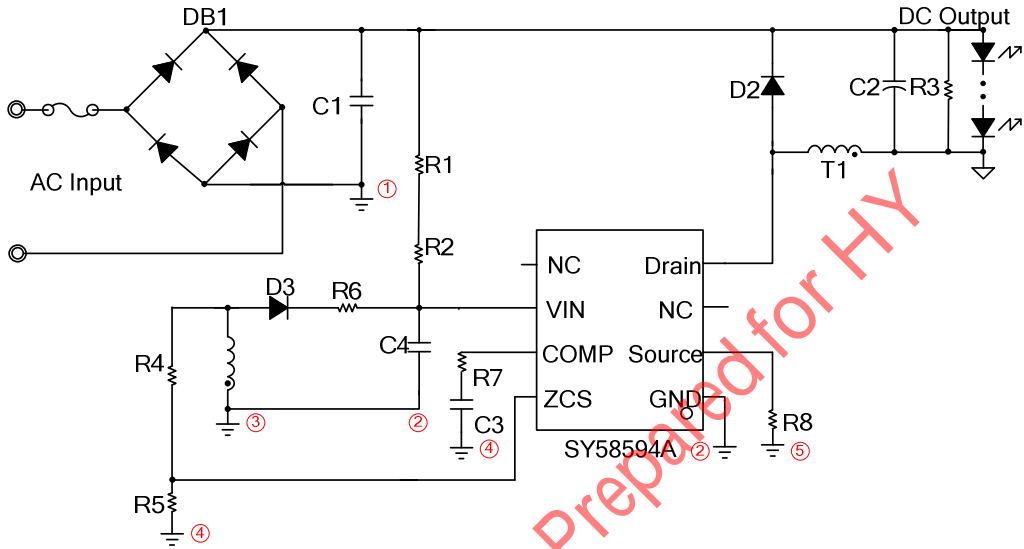 DB1
DC Output
C1
D2
C2
R3
R1
T1
AC Input
①
R2
NC
Drain
D3
R6
VIN
NC
C4
R4
COMP
Source
R7
ZCS
GND
③
②
C3
R8
④
SY58594A
②
⑤
R5
④
Prepared for HY